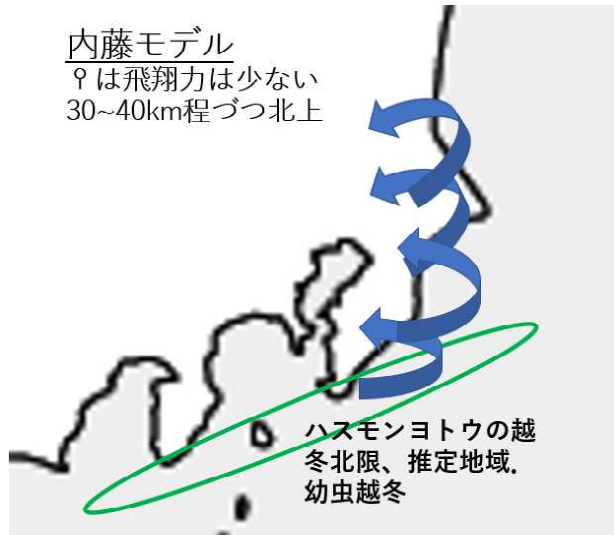 内藤モデル
♀は飛翔力は少ない
30~40km程づつ北上
ハスモンヨトウの越
冬北限、推定地域.
幼虫越冬